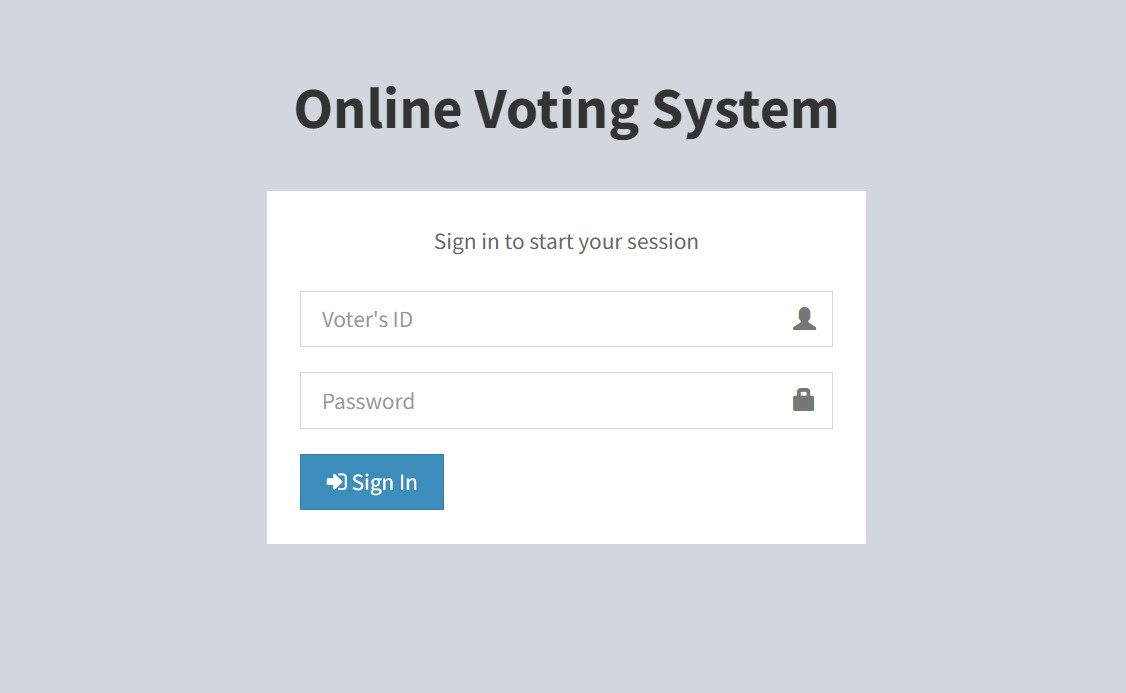 Online Voting System
Sign in to start your session
Voter's ID
Password
Sign In